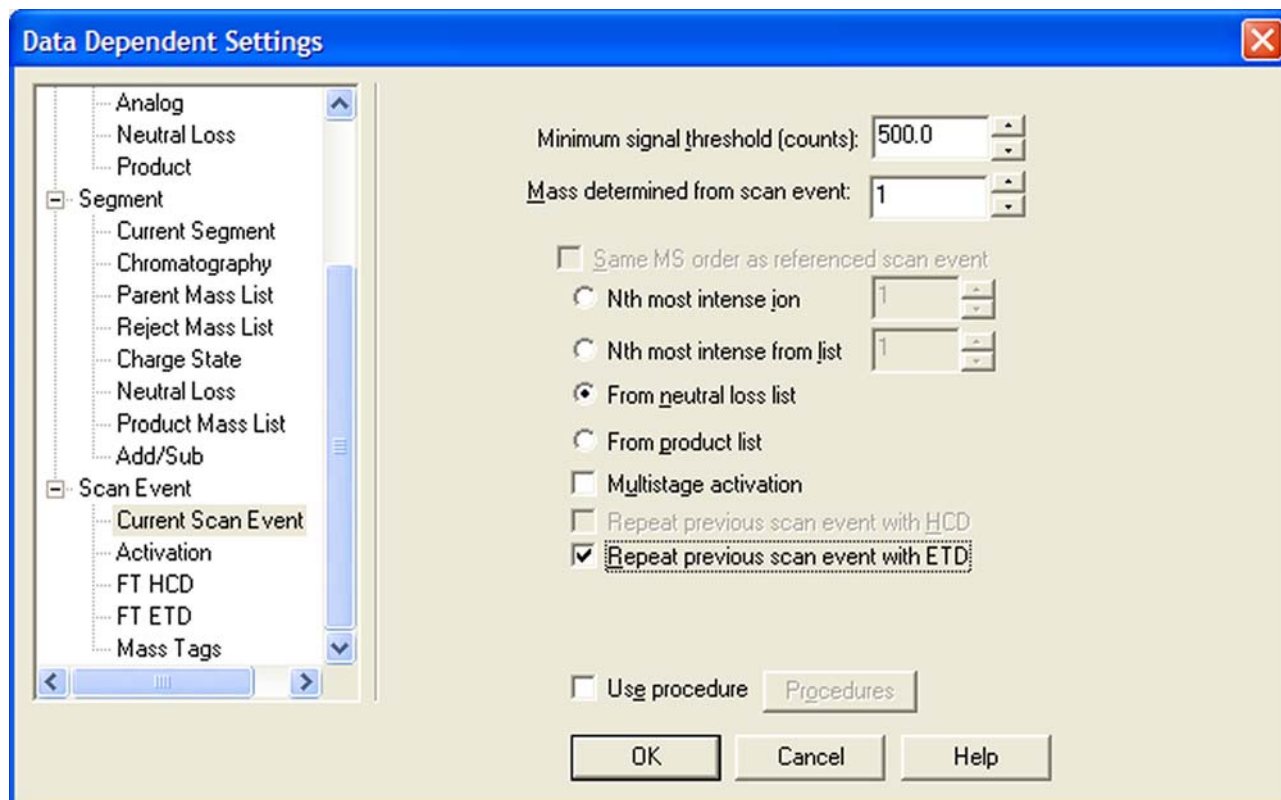 Data Dependent Settings
Analog
Neutral Loss
Product
Segment
Current Segment
Chromatography
Parent Mass List
Reject Mass List
Charge State
Neutral Loss
Product Mass List
Add/Sub
Scan Event
Current Scan Event
Activation
FT HCD
FT ETD
Mass Tags
Minimum signal threshold (counts): 500.0
Mass determined from scan event: 1
Same MS order as referenced scan event
Nth most intense ion 1
Nth most intense from list 1
From neutral loss list
From product list
Multistage activation
Repeat previous scan event with HCD
Repeat previous scan event with ETD
Use procedure Procedures
OK Cancel Help